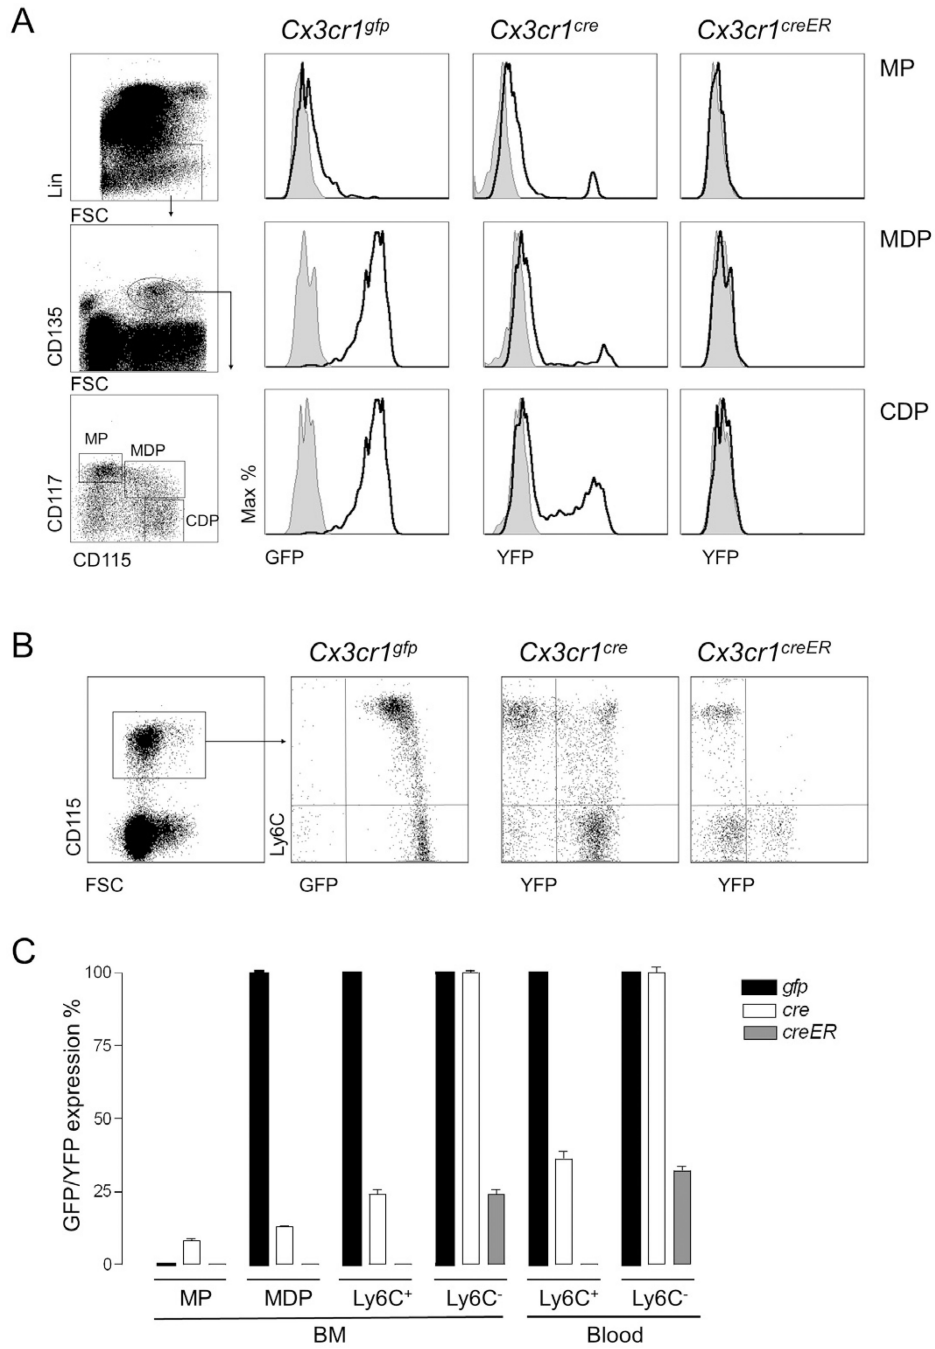 A
Cx3cr1gfp
Cx3cr1cre
Cx3cr1creER
MP
Lin
FSC
MDP
CD135
FSC
CDP
MP
MDP
CDP
CD117
CD115
Max %
GFP
YFP
YFP
B
Cx3cr1gfp
Cx3cr1cre
Cx3cr1creER
CD115
FSC
Ly6C
GFP
YFP
YFP
C
GFP/YFP expression %
100
75
50
25
0
gfp
cre
creER
MP
MDP
Ly6C+
Ly6C-
Ly6C+
Ly6C-
BM
Blood